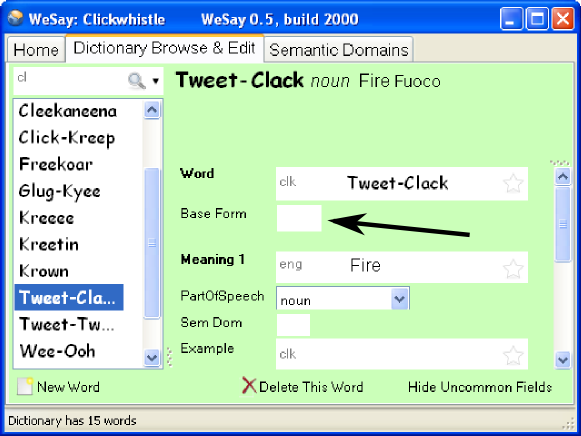 WeSay: Clickwhistle WeSay 0.5, build 2000
Home Dictionary Browse & Edit Semantic Domains
cl
Tweet-Clack noun Fire Fuoco
Cleekaneena
Click-Kreep
Freekoar
Glug-Kyee
Kreeee
Kreetin
Krown
Tweet-Cla...
Tweet-Tw...
Wee-Ooh
Word clk Tweet-Clack
Base Form
Meaning 1 eng Fire
PartOfSpeech noun
Sem Dom
Example clk
New Word Delete This Word Hide Uncommon Fields
Dictionary has 15 words